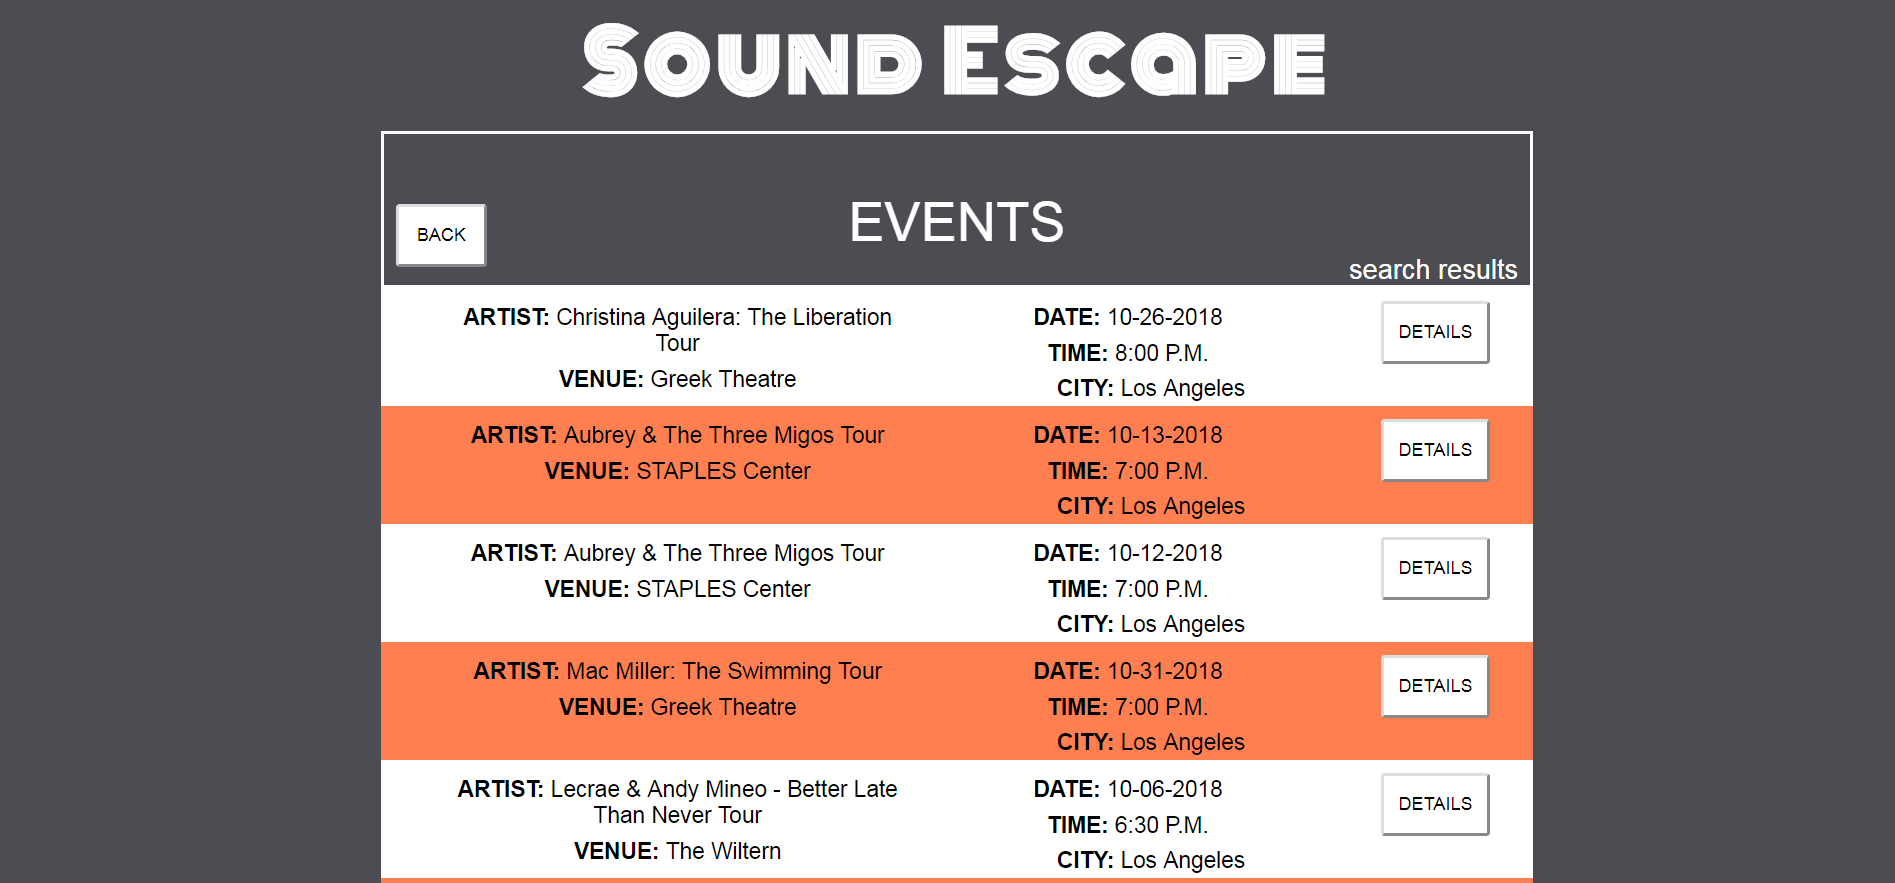 Sound Escape
BACK
EVENTS
search results
ARTIST: Christina Aguilera: The Liberation
Tour
VENUE: Greek Theatre
DATE: 10-26-2018
TIME: 8:00 P.M.
CITY: Los Angeles
DETAILS
ARTIST: Aubrey & The Three Migos Tour
VENUE: STAPLES Center
DATE: 10-13-2018
TIME: 7:00 P.M.
CITY: Los Angeles
DETAILS
ARTIST: Aubrey & The Three Migos Tour
VENUE: STAPLES Center
DATE: 10-12-2018
TIME: 7:00 P.M.
CITY: Los Angeles
DETAILS
ARTIST: Mac Miller: The Swimming Tour
VENUE: Greek Theatre
DATE: 10-31-2018
TIME: 7:00 P.M.
CITY: Los Angeles
DETAILS
ARTIST: Lecrae & Andy Mineo - Better Late
Than Never Tour
VENUE: The Wiltern
DATE: 10-06-2018
TIME: 6:30 P.M.
CITY: Los Angeles
DETAILS